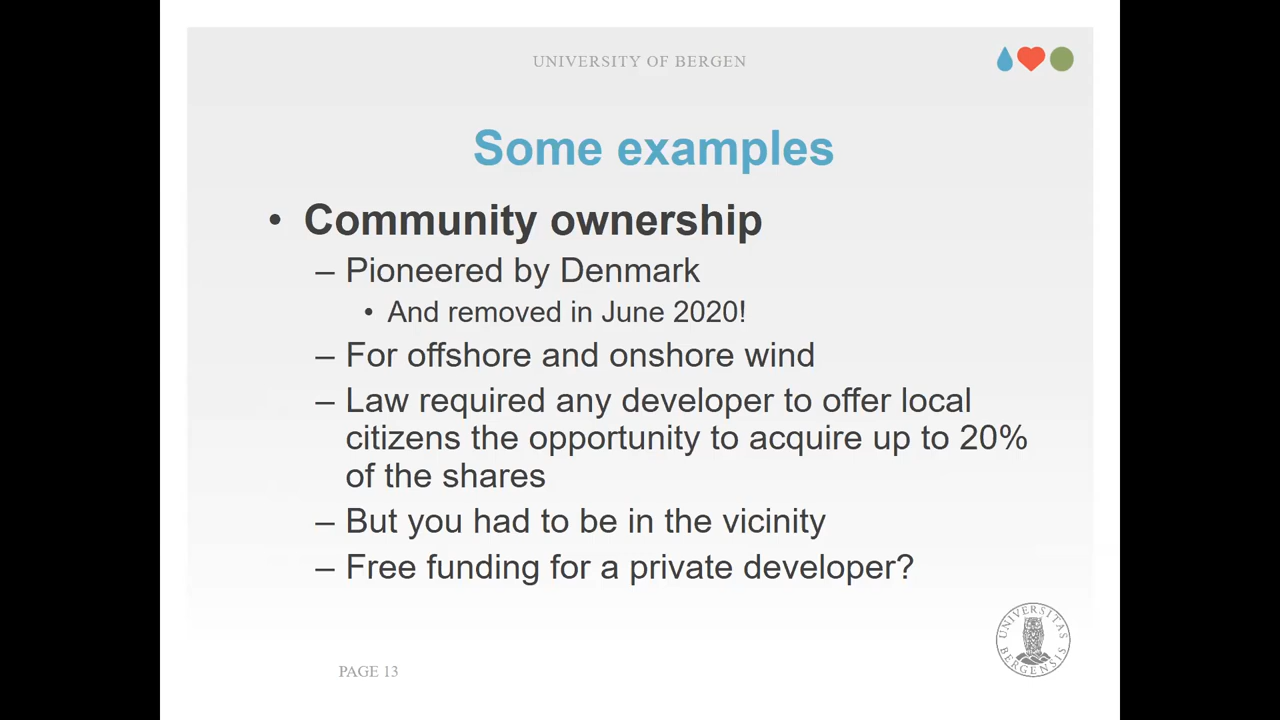 UNIVERSITY OF BERGEN
Some examples
• Community ownership
– Pioneered by Denmark
• And removed in June 2020!
– For offshore and onshore wind
– Law required any developer to offer local
citizens the opportunity to acquire up to 20%
of the shares
– But you had to be in the vicinity
– Free funding for a private developer?
UNIVERSITAS
BERGENSIS
PAGE 13